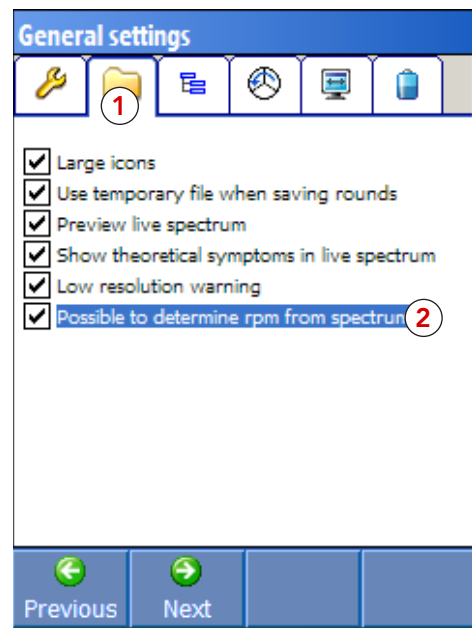 General settings
1
Large icons
Use temporary file when saving rounds
Preview live spectrum
Show theoretical symptoms in live spectrum
Low resolution warning
Possible to determine rpm from spectrum 2
Previous Next